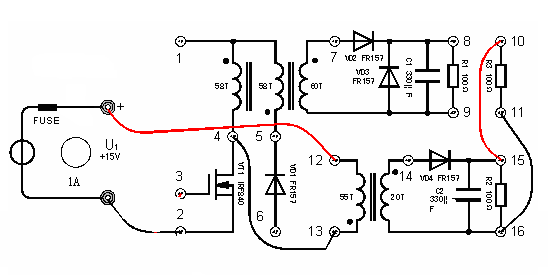 1
7
8
10
VD2 FR157
VD3
FR157
C1
330μ
F
R1 100Ω
R3 100Ω
58T
58T
60T
9
11
+
FUSE
U1
+15V
1A
4
5
12
14
15
3
VT1
IRF840
VD1 FR157
55T
20T
VD4 FR157
C2
330μ
F
R2
100Ω
2
6
13
16